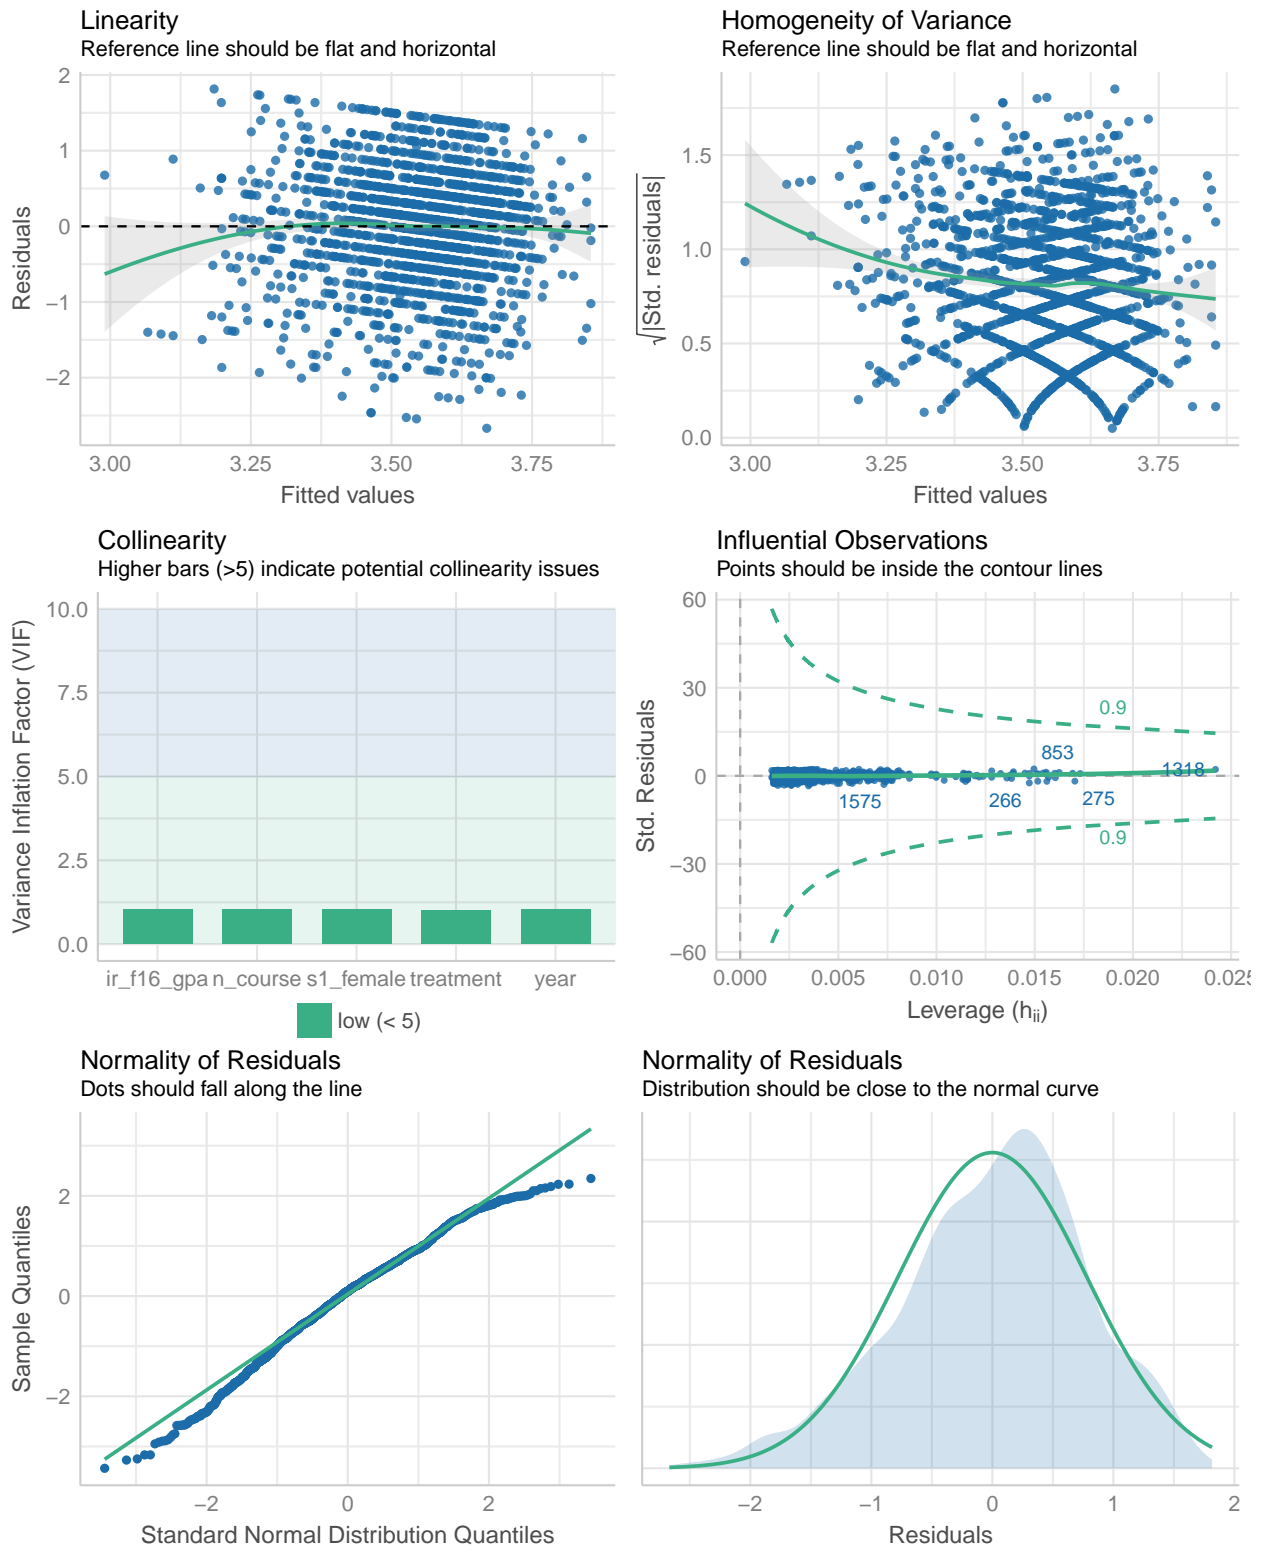 Linearity
Reference line should be flat and horizontal
2
1
0
−1
−2
Residuals
3.00 3.25 3.50 3.75
Fitted values
Homogeneity of Variance
Reference line should be flat and horizontal
1.5
1.0
0.5
0.0
√|Std. residuals|
3.00 3.25 3.50 3.75
Fitted values
Collinearity
Higher bars (>5) indicate potential collinearity issues
10.0
7.5
5.0
2.5
0.0
Variance Inflation Factor (VIF)
ir_f16_gpa n_course s1_female treatment year
low (< 5)
Influential Observations
Points should be inside the contour lines
60
30
0
−30
−60
Std. Residuals
0.9
853
1318
1575
266
275
0.9
0.000 0.005 0.010 0.015 0.020 0.025
Leverage (hii)
Normality of Residuals
Dots should fall along the line
2
0
−2
Sample Quantiles
−2 0 2
Standard Normal Distribution Quantiles
Normality of Residuals
Distribution should be close to the normal curve
−2 −1 0 1 2
Residuals